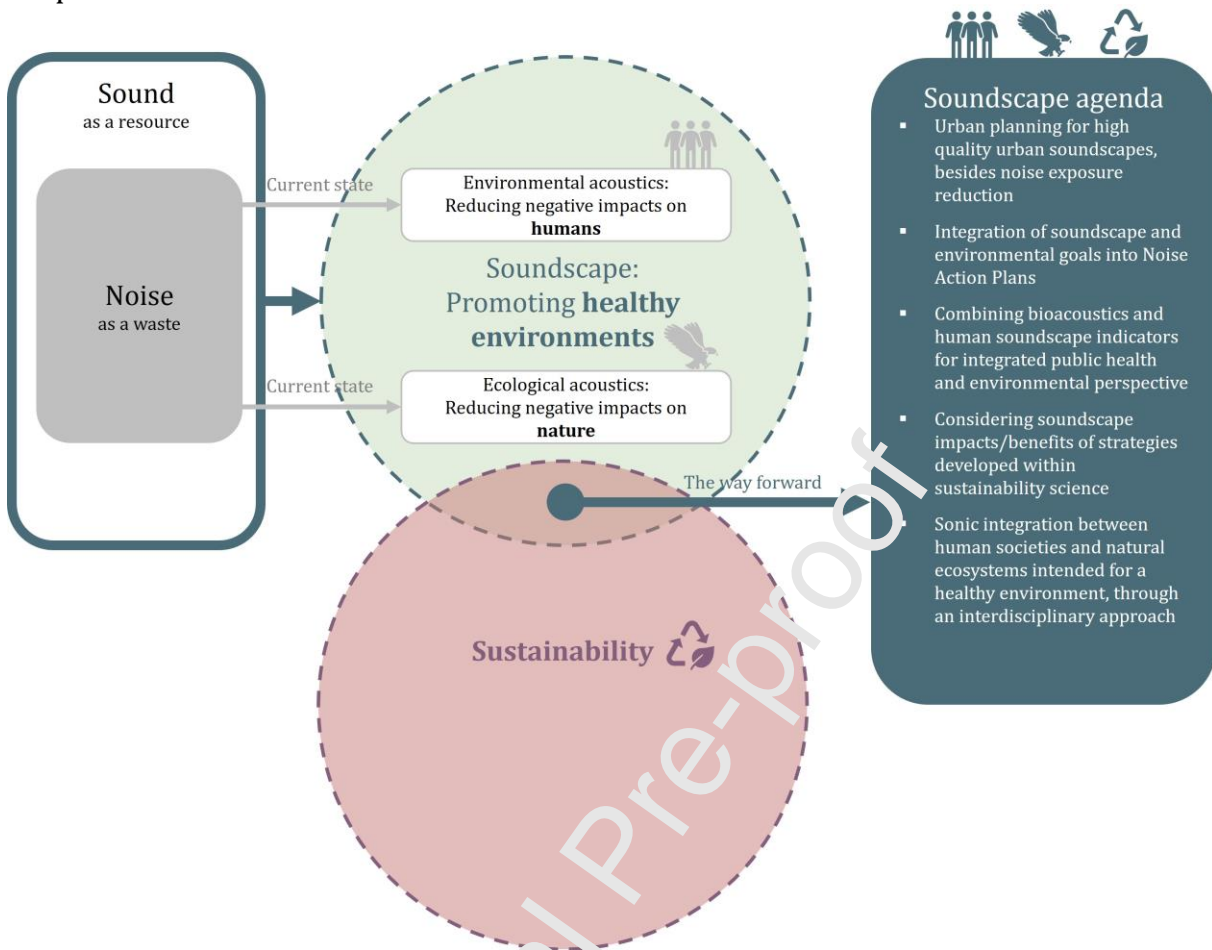 Sound
as a resource
Noise
as a waste
Current state
Current state
Environmental acoustics:
Reducing negative impacts on
humans
Soundscape:
Promoting healthy
environments
Ecological acoustics:
Reducing negative impacts on
nature
The way forward
Sustainability
Soundscape agenda
▪ Urban planning for high
quality urban soundscapes,
besides noise exposure
reduction
▪ Integration of soundscape and
environmental goals into Noise
Action Plans
▪ Combining bioacoustics and
human soundscape indicators
for integrated public health
and environmental perspective
▪ Considering soundscape
impacts/benefits of strategies
developed within
sustainability science
▪ Sonic integration between
human societies and natural
ecosystems intended for a
healthy environment, through
an interdisciplinary approach
Pre-proof